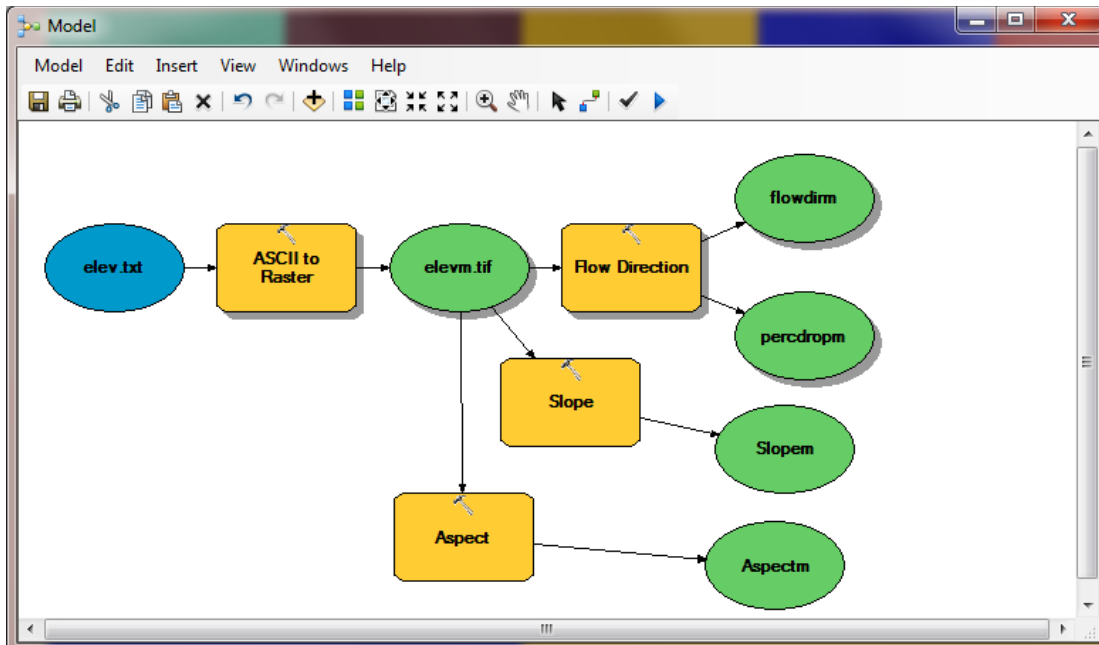 Model
Model Edit Insert View Windows Help
flowdirm
elev.txt
ASCII to
Raster
elevm.tif
Flow Direction
percdropm
Slope
Slopem
Aspect
Aspectm